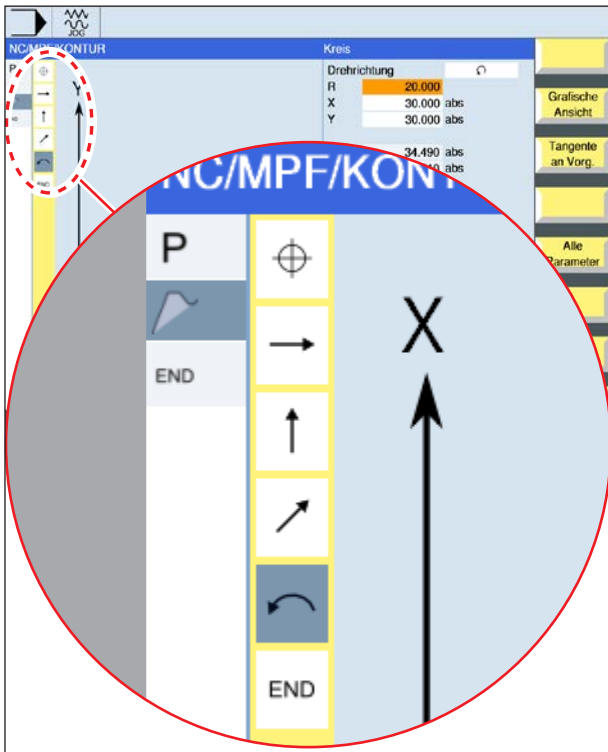 JOG
NC/MPF/KONTUR
Kreis
P
Drehrichtung
R 20.000
X 30.000 abs
Y 30.000 abs
34.490 abs
abs
Y
END
Grafische
Ansicht
Tangente
an Vorg.
Alle
Parameter
NC/MPF/KONT
P
END
X
END